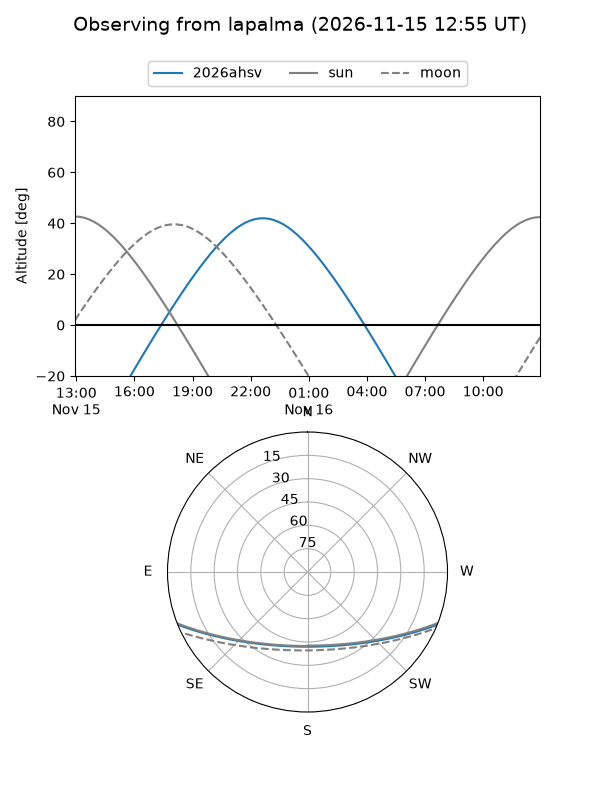 Observing from lapalma (2026-11-15 12:55 UT)
2026ahsv sun moon
80
60
40
20
0
−20
Altitude [deg]
13:00 16:00 19:00 22:00 01:00 04:00 07:00 10:00
Nov 15 Nov 16
N
NE NW
15
30
45
60
75
E W
SE SW
S